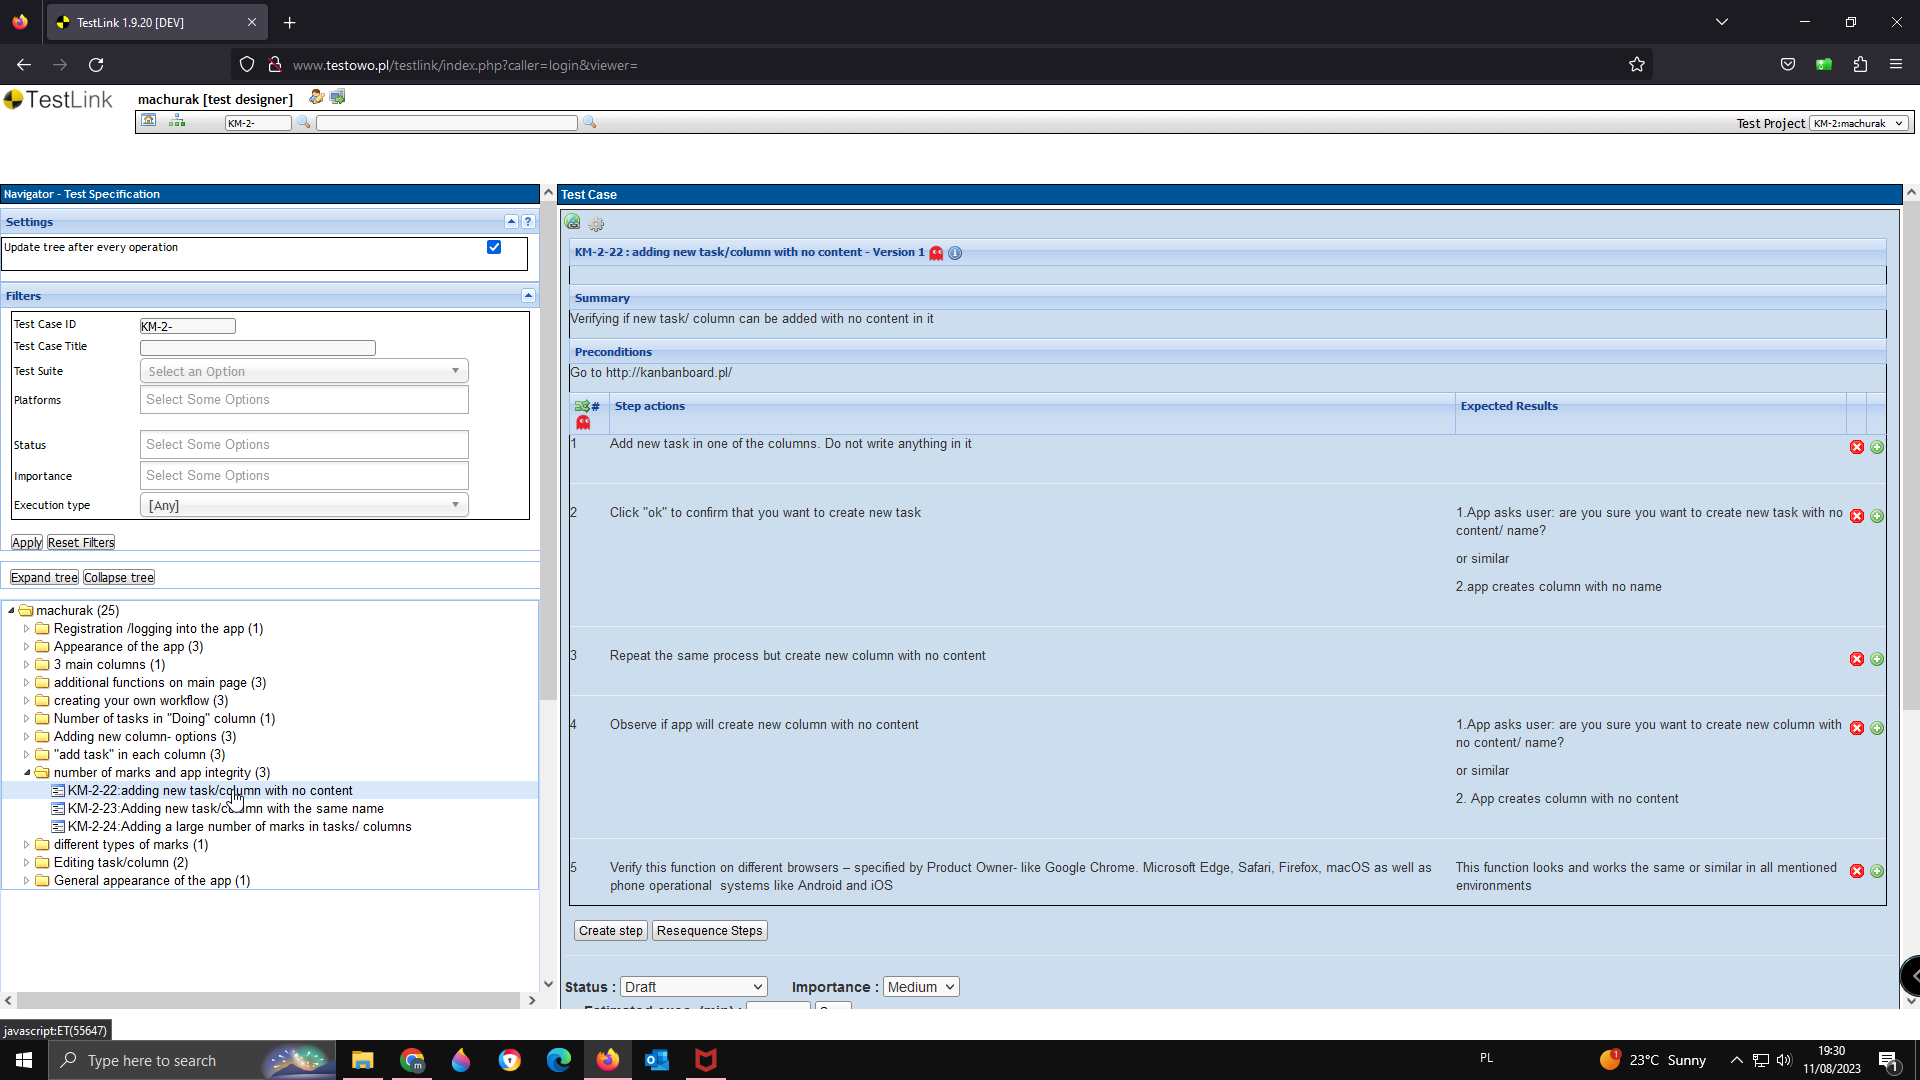 TestLink 1.9.20 [DEV]
www.testowo.pl/testlink/index.php?caller=login&viewer=
TestLink
machurak [test designer]
KM-2-
Test Project KM-2:machurak
Navigator - Test Specification
Settings
?
Update tree after every operation
Filters
Test Case ID KM-2-
Test Case Title
Test Suite Select an Option
Platforms Select Some Options
Status Select Some Options
Importance Select Some Options
Execution type [Any]
Apply Reset Filters
Expand tree Collapse tree
machurak (25)
Registration /logging into the app (1)
Appearance of the app (3)
3 main columns (1)
additional functions on main page (3)
creating your own workflow (3)
Number of tasks in "Doing" column (1)
Adding new column- options (3)
"add task" in each column (3)
number of marks and app integrity (3)
KM-2-22:adding new task/column with no content
KM-2-23:Adding new task/column with the same name
KM-2-24:Adding a large number of marks in tasks/ columns
different types of marks (1)
Editing task/column (2)
General appearance of the app (1)
Test Case
KM-2-22 : adding new task/column with no content - Version 1
Summary
Verifying if new task/ column can be added with no content in it
Preconditions
Go to http://kanbanboard.pl/
# Step actions Expected Results
1 Add new task in one of the columns. Do not write anything in it
2 Click "ok" to confirm that you want to create new task
1.App asks user: are you sure you want to create new task with no
content/ name?
or similar
2.app creates column with no name
3 Repeat the same process but create new column with no content
4 Observe if app will create new column with no content
1.App asks user: are you sure you want to create new column with
no content/ name?
or similar
2. App creates column with no content
5 Verify this function on different browsers – specified by Product Owner- like Google Chrome. Microsoft Edge, Safari, Firefox, macOS as well as
phone operational systems like Android and iOS
This function looks and works the same or similar in all mentioned
environments
Create step Resequence Steps
Status : Draft Importance : Medium
javascript:ET(55647)
Type here to search
m
PL
1
23°C Sunny
19:30
11/08/2023
1